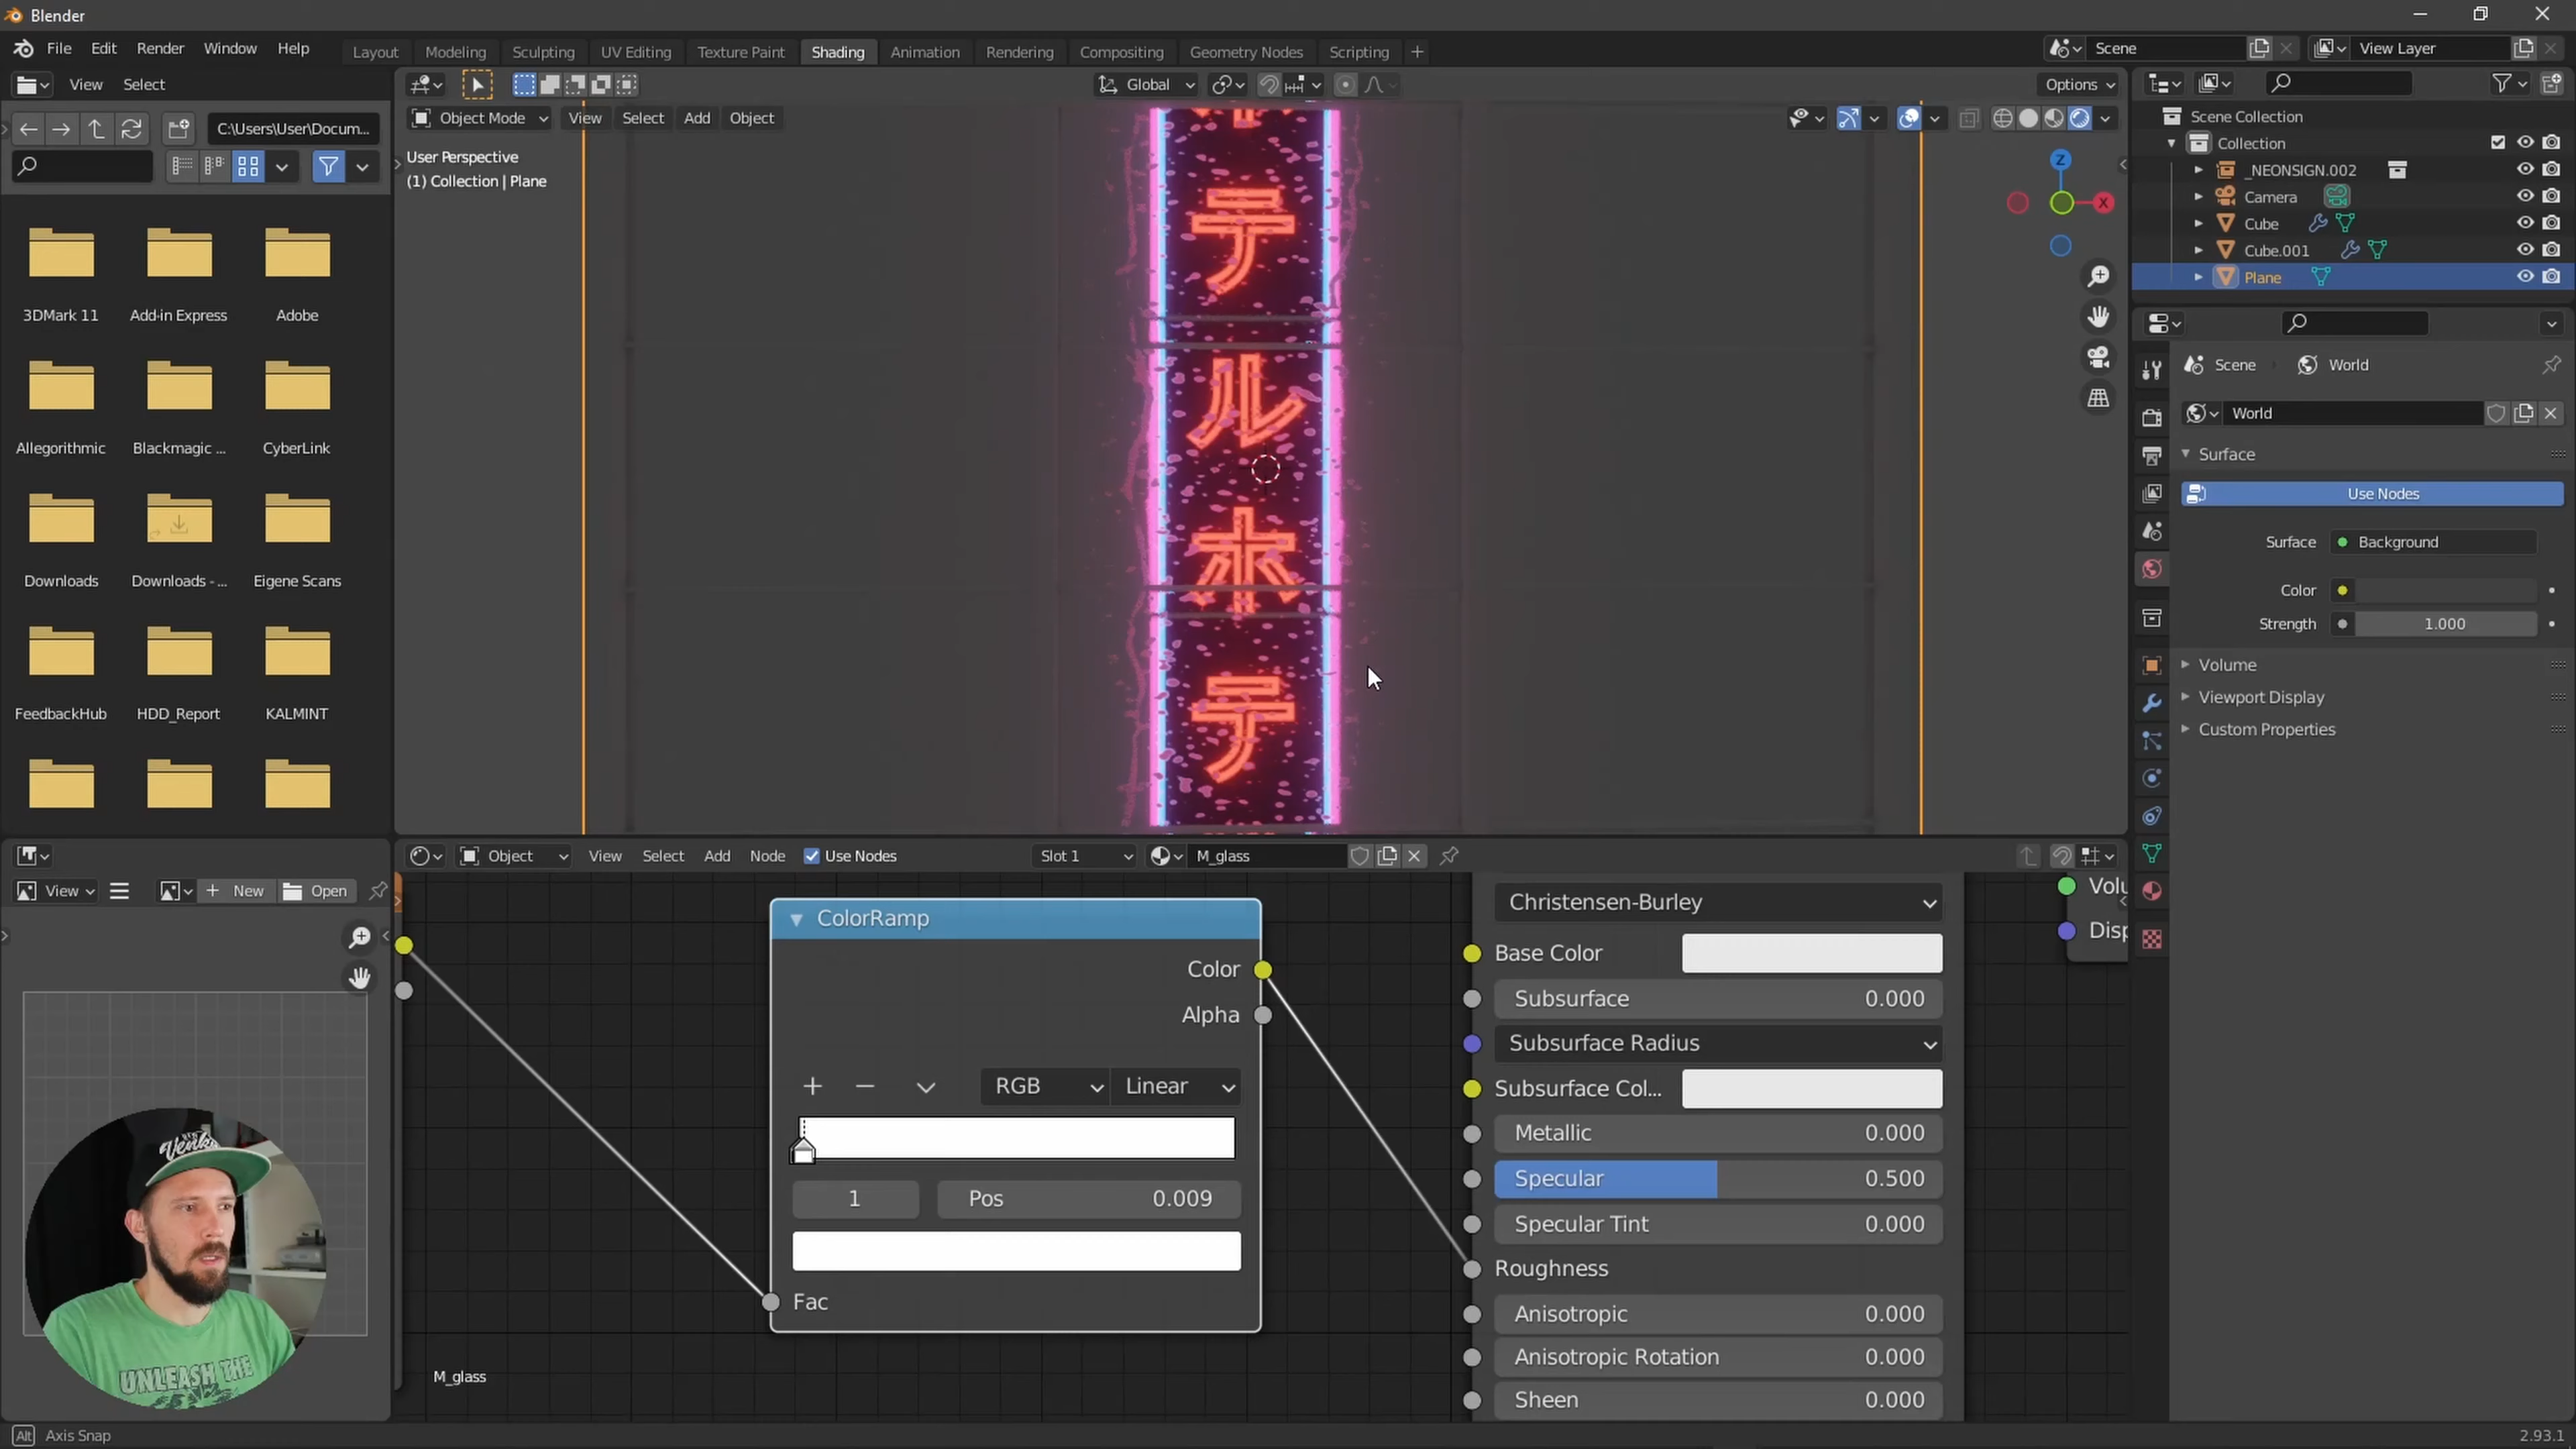 Blender
File Edit Render Window Help
Layout Modeling Sculpting UV Editing Texture Paint Shading Animation Rendering Compositing Geometry Nodes Scripting +
Scene
View Layer
View Select
Global
Options
C:\Users\User\Docum...
Object Mode View Select Add Object
User Perspective
(1) Collection | Plane
Z
X
テ
ル
ホ
テ
3DMark 11 Add-in Express Adobe
Allegorithmic Blackmagic ... CyberLink
Downloads Downloads - ... Eigene Scans
FeedbackHub HDD_Report KALMINT
Scene Collection
Collection
_NEONSIGN.002
Camera
Cube
Cube.001
Plane
Scene World
World
Surface
Use Nodes
Surface Background
Color
Strength 1.000
Volume
Viewport Display
Custom Properties
View New Open
Object View Select Add Node Use Nodes Slot 1 M_glass
ColorRamp
Color
Alpha
RGB Linear
1 Pos 0.009
Fac
M_glass
Christensen-Burley
Base Color
Subsurface 0.000
Subsurface Radius
Subsurface Col...
Metallic 0.000
Specular 0.500
Specular Tint 0.000
Roughness
Anisotropic 0.000
Anisotropic Rotation 0.000
Sheen 0.000
Volu
Disp
Venku
UNLEASH THE
Alt Axis Snap
2.93.1